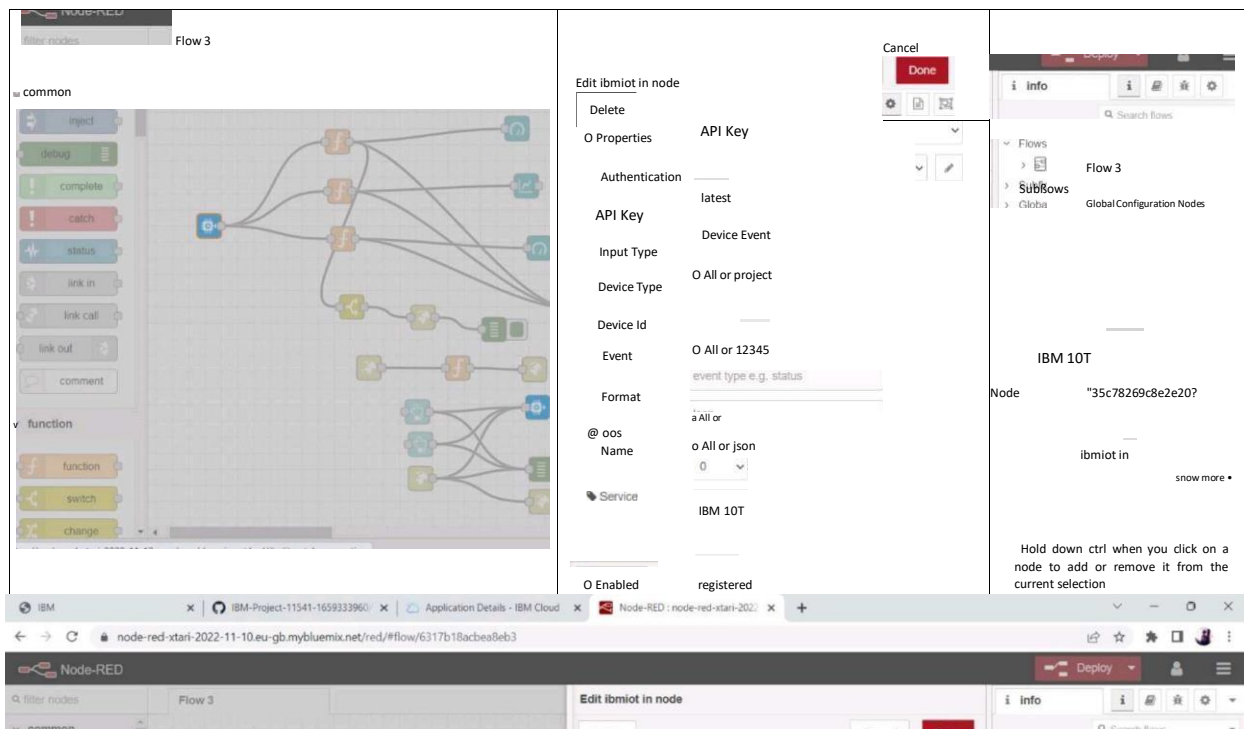 Node-RED
filter nodes
Flow 3
common
inject
debug
complete
catch
status
link in
link call
link out
comment
v function
function
switch
change
Cancel
Done
Edit ibmiot in node
Delete
O Properties
API Key
Authentication
latest
API Key
Device Event
Input Type
O All or project
Device Type
Device Id
O All or 12345
Event
event type e.g. status
Format
a All or
@ oos
Name
o All or json
0
Service
IBM 10T
O Enabled
registered
Deploy
i info
i
Search flows
Flows
Flow 3
SubBows
Globa
Global Configuration Nodes
IBM 10T
Node
"35c78269c8e2e20?
ibmiot in
snow more •
Hold down ctrl when you click on a
node to add or remove it from the
current selection
IBM
IBM-Project-11541-1659333960/
Application Details - IBM Cloud
Node-RED : node-red-xtari-2022
node-red-xtari-2022-11-10.eu-gb.mybluemix.net/red/#flow/6317b18acbea8eb3
Node-RED
Deploy
filter nodes
Flow 3
Edit ibmiot in node
i info
i
common
Search flows